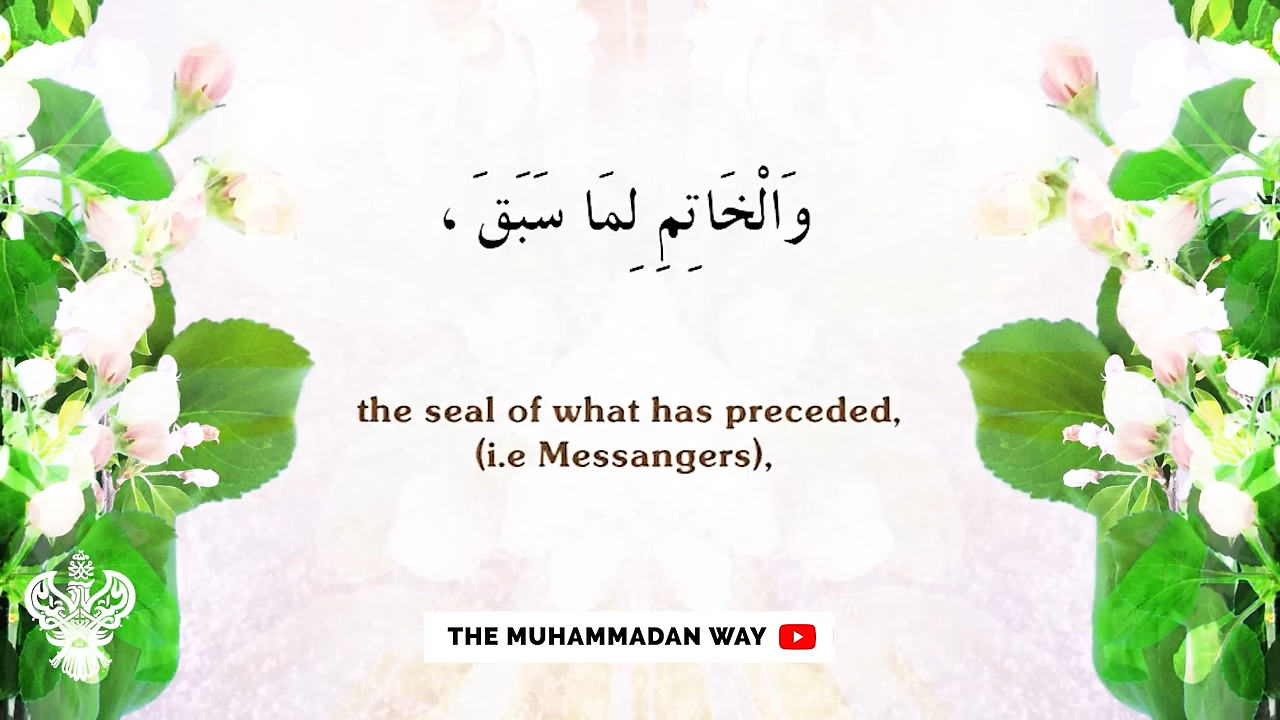 وَالْخَاتِمِ لِمَا سَبَقَ ،
the seal of what has preceded,
(i.e Messangers),
THE MUHAMMADAN WAY